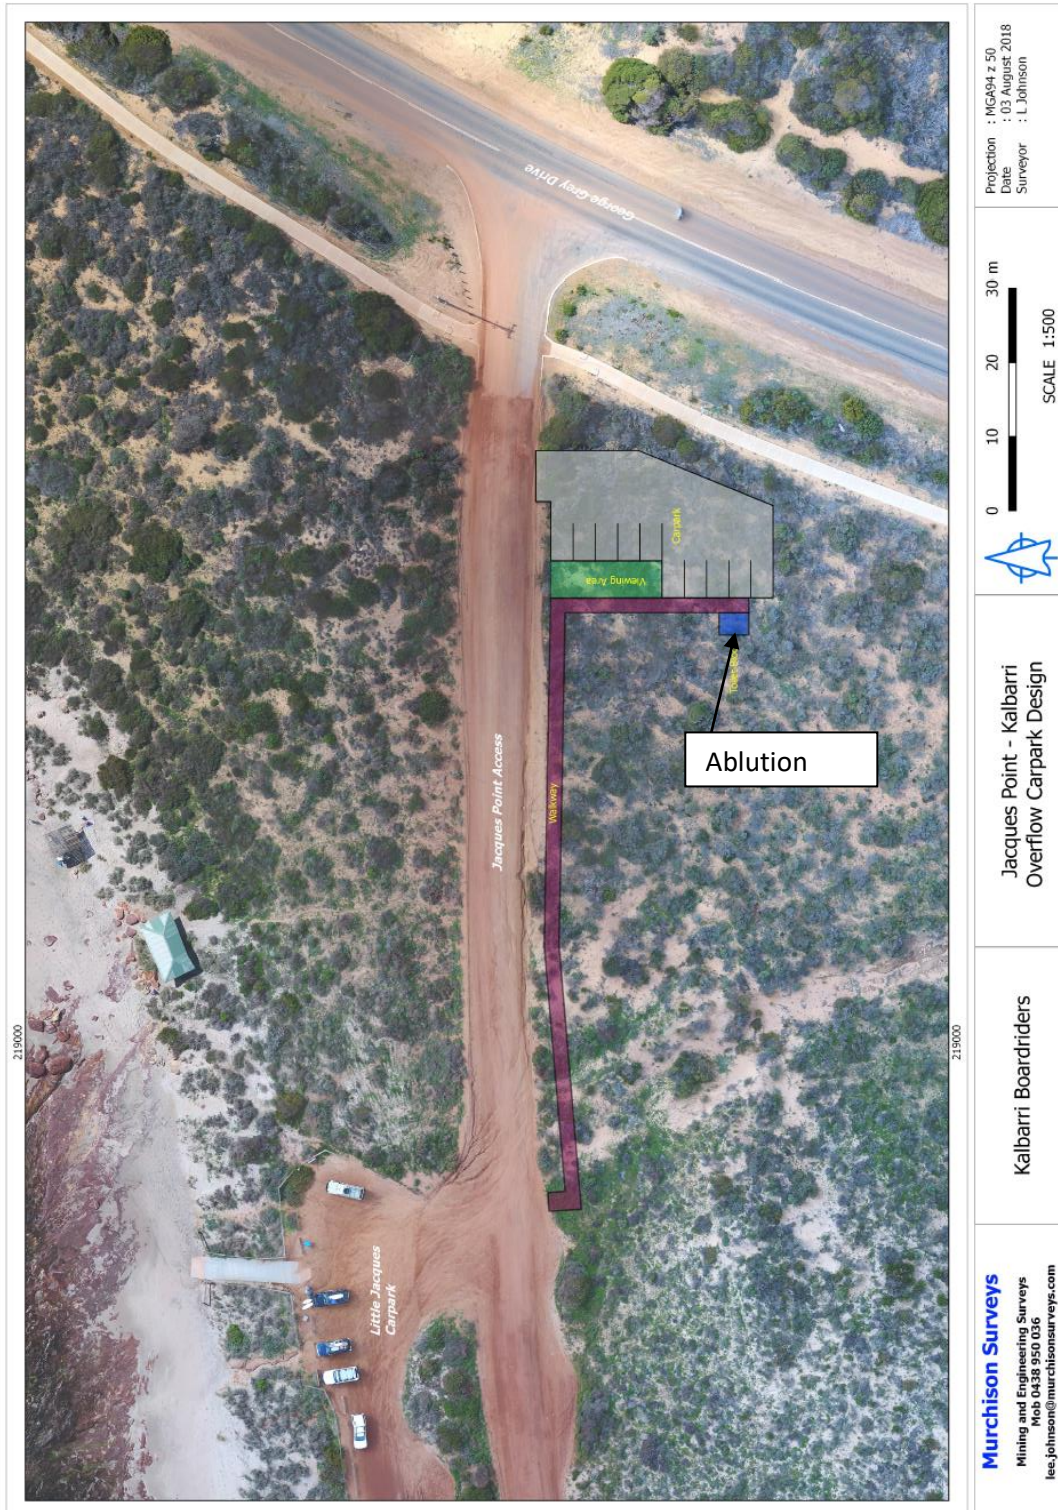 George Grey Drive
Carpark
Viewing Area
Ablution
Walkway
Jacques Point Access
Little Jacques
Carpark
219000
219000
Murchison Surveys
Mining and Engineering Surveys
Mob 0438 950 036
lee.johnson@murchisonsurveys.com
Kalbarri Boardriders
Jacques Point - Kalbarri
Overflow Carpark Design
0 10 20 30 m
SCALE 1:500
Projection : MGA94 z 50
Date : 03 August 2018
Surveyor : L Johnson